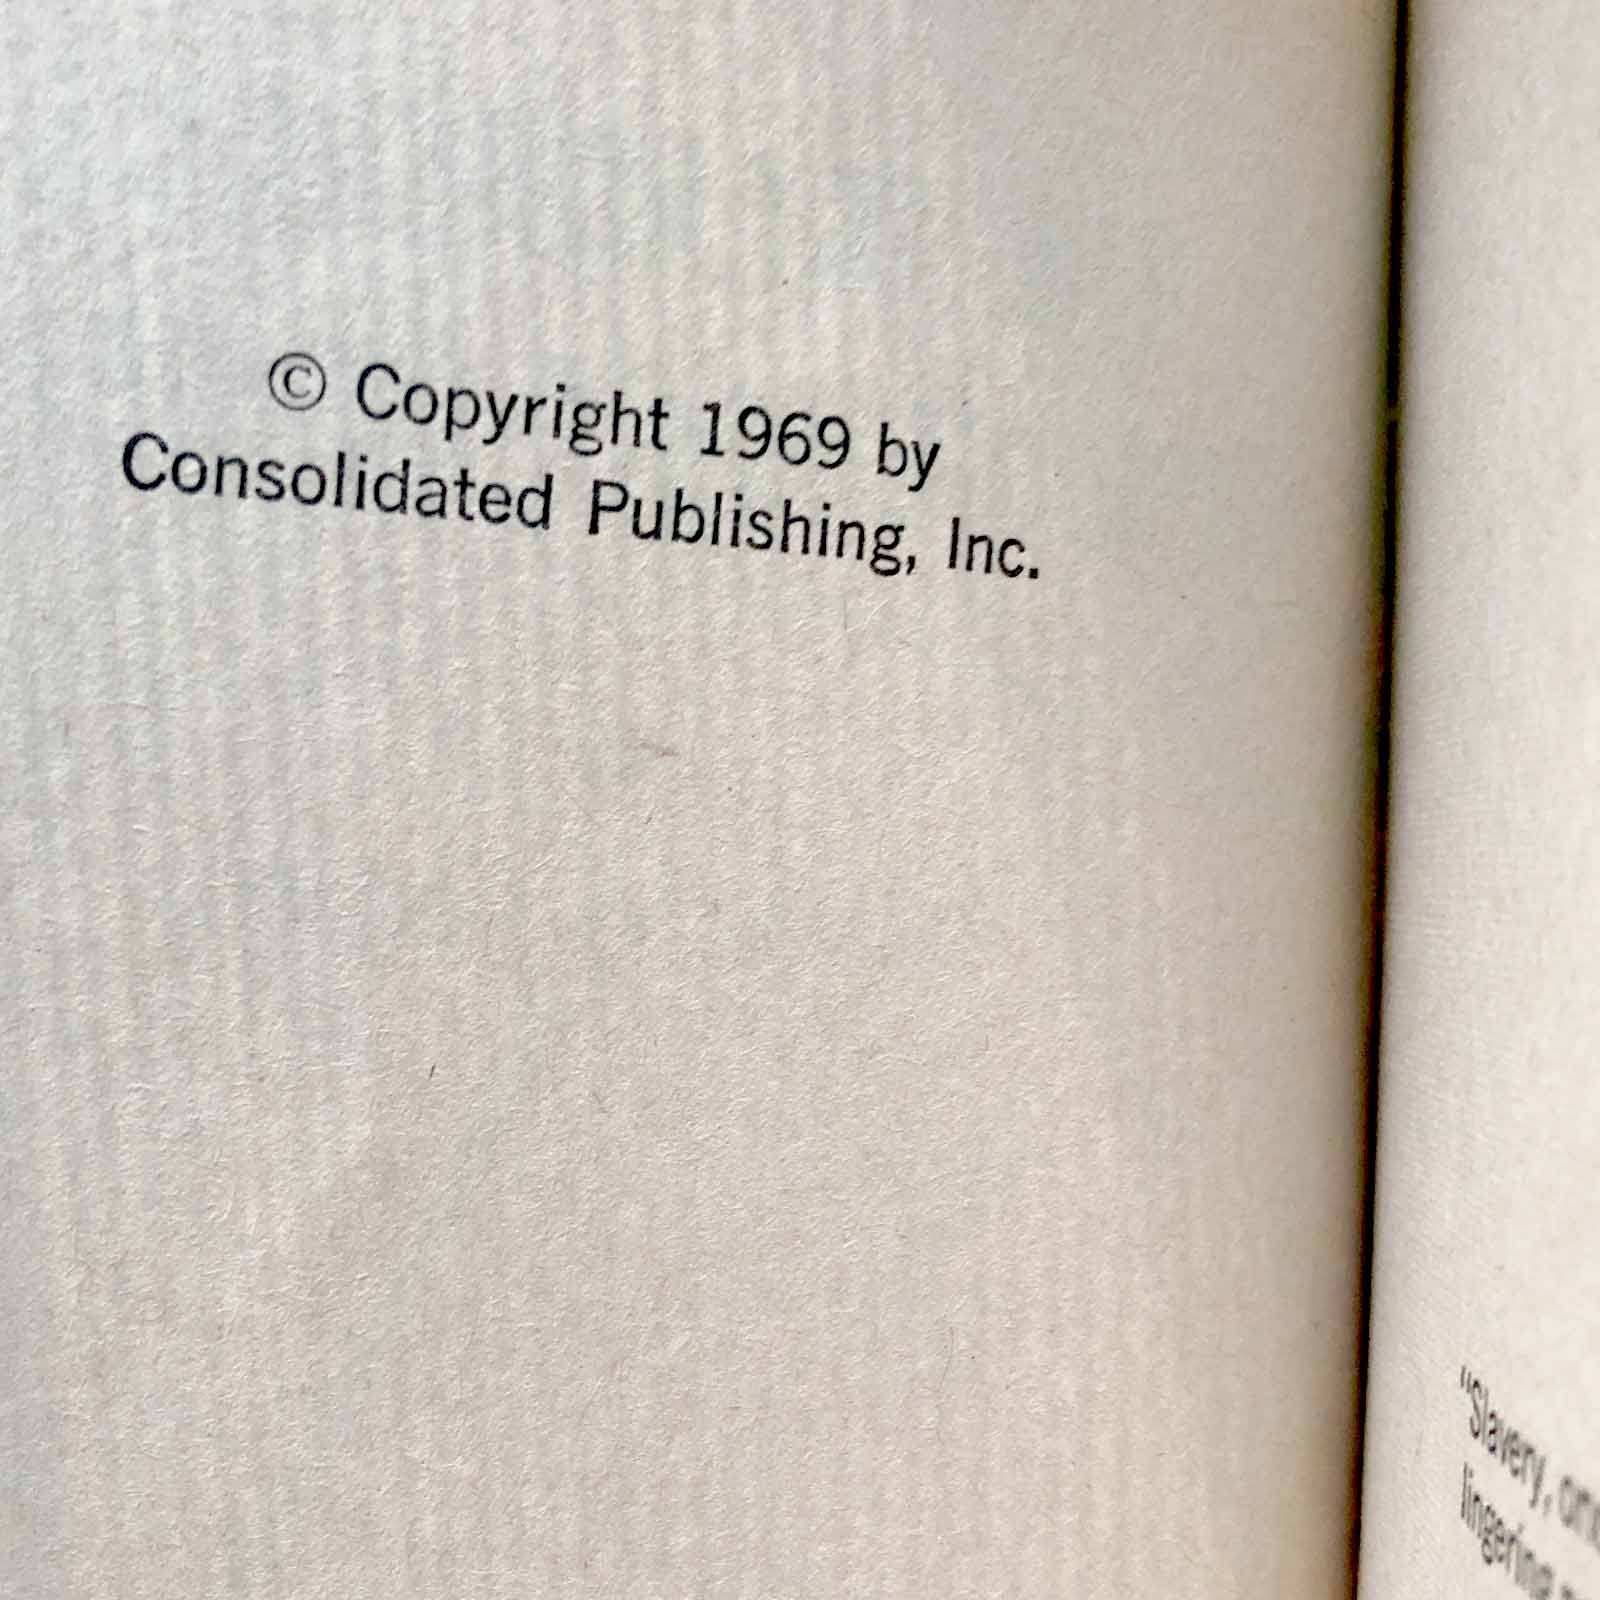 © Copyright 1969 by
Consolidated Publishing, Inc.
"Slavery,
lingering